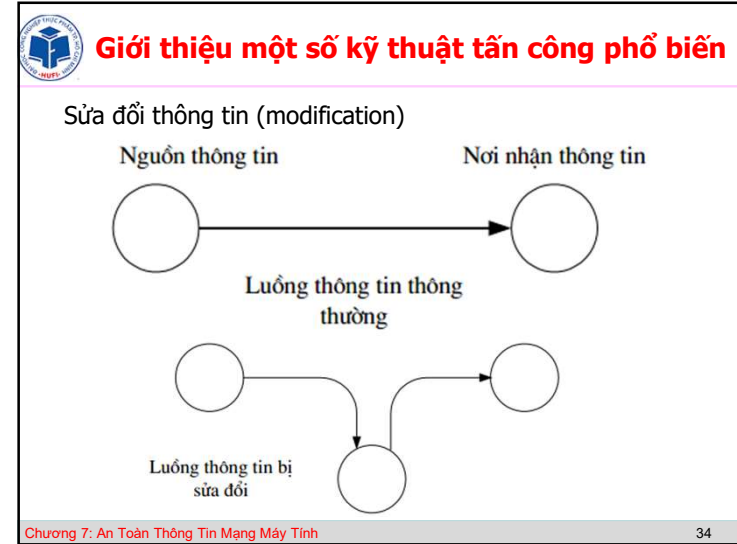 Giới thiệu một số kỹ thuật tấn công phổ biến
Sửa đổi thông tin (modification)
Nguồn thông tin
Nơi nhận thông tin
Luồng thông tin thông
thường
Luồng thông tin bị
sửa đổi
HUFI
Chương 7: An Toàn Thông Tin Mạng Máy Tính
34